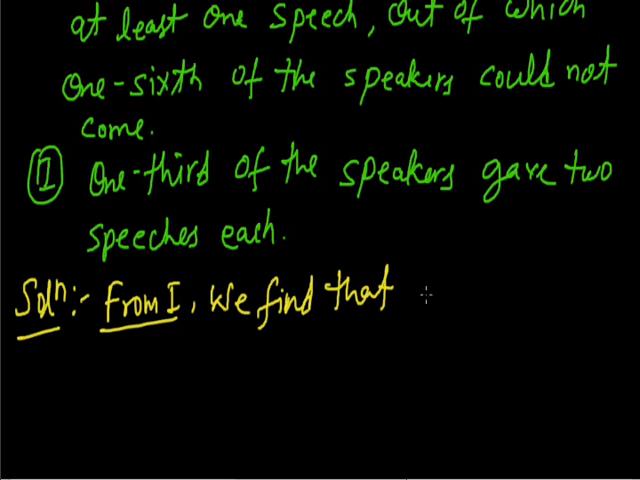 at least one speech, out of which
one-sixth of the speakers could not
come.
II One-third of the speakers gave two
speeches each.
Soln:- From I, we find that